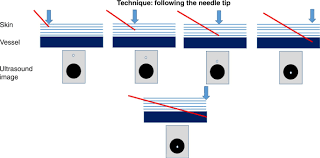 Technique: following the needle tip
Skin
Vessel
Ultrasound
image